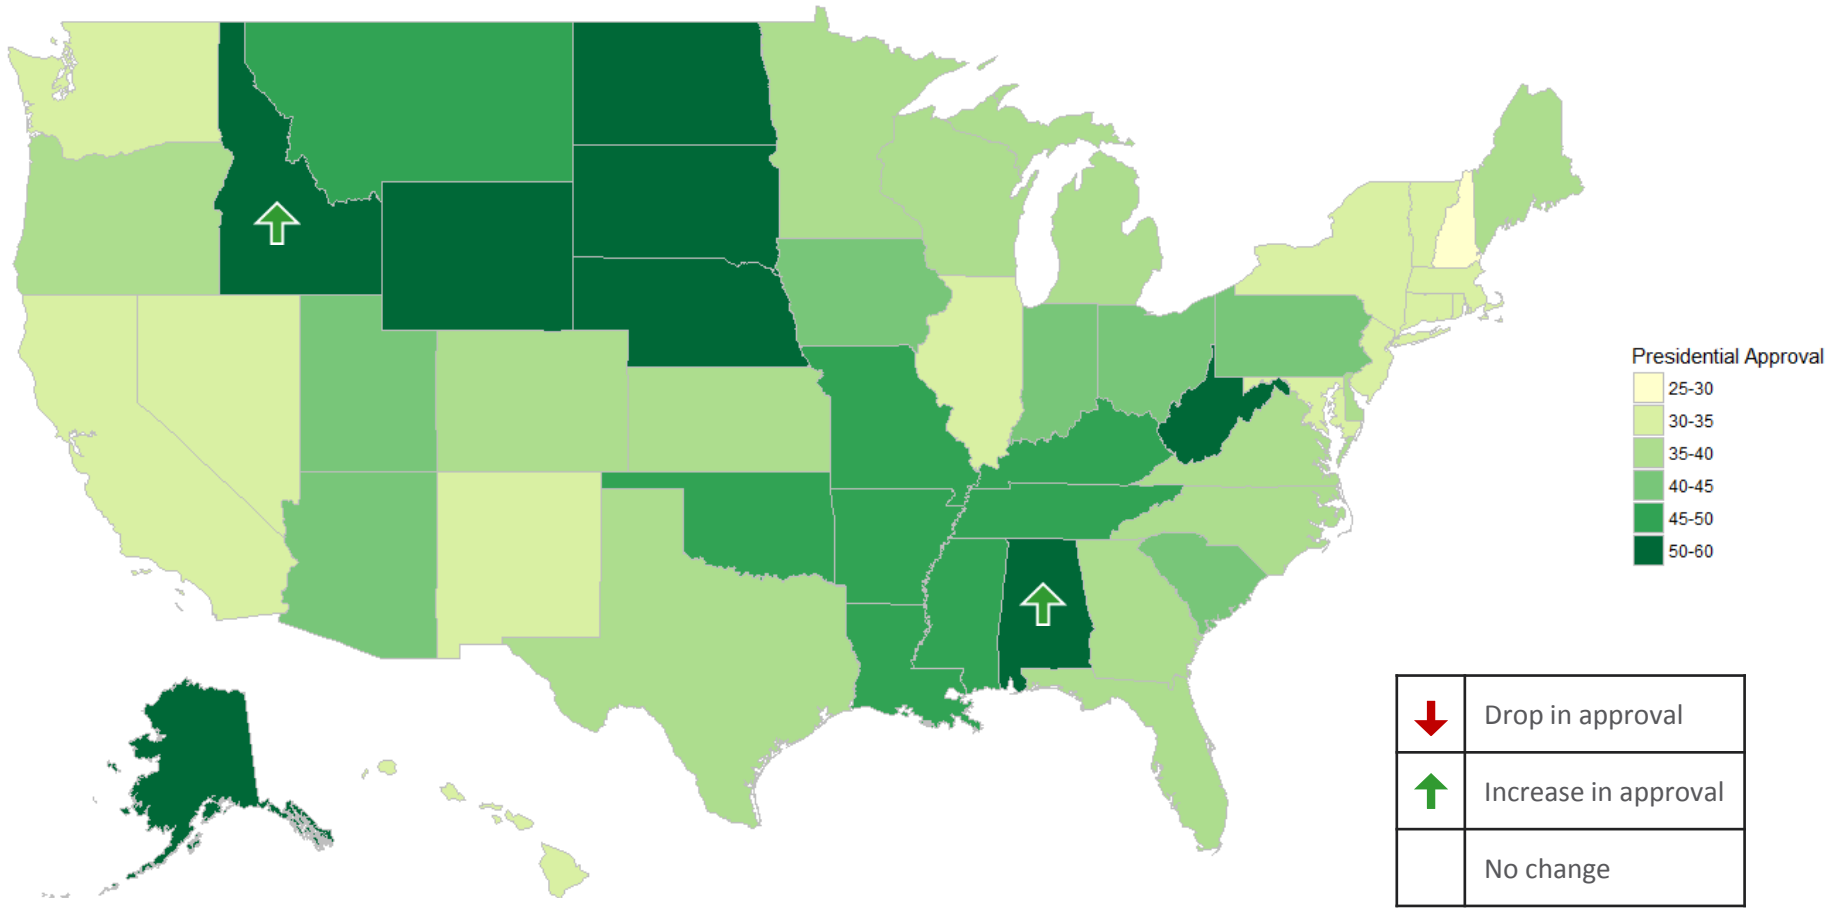 Presidential Approval
25-30
30-35
35-40
40-45
45-50
50-60
Drop in approval
Increase in approval
No change